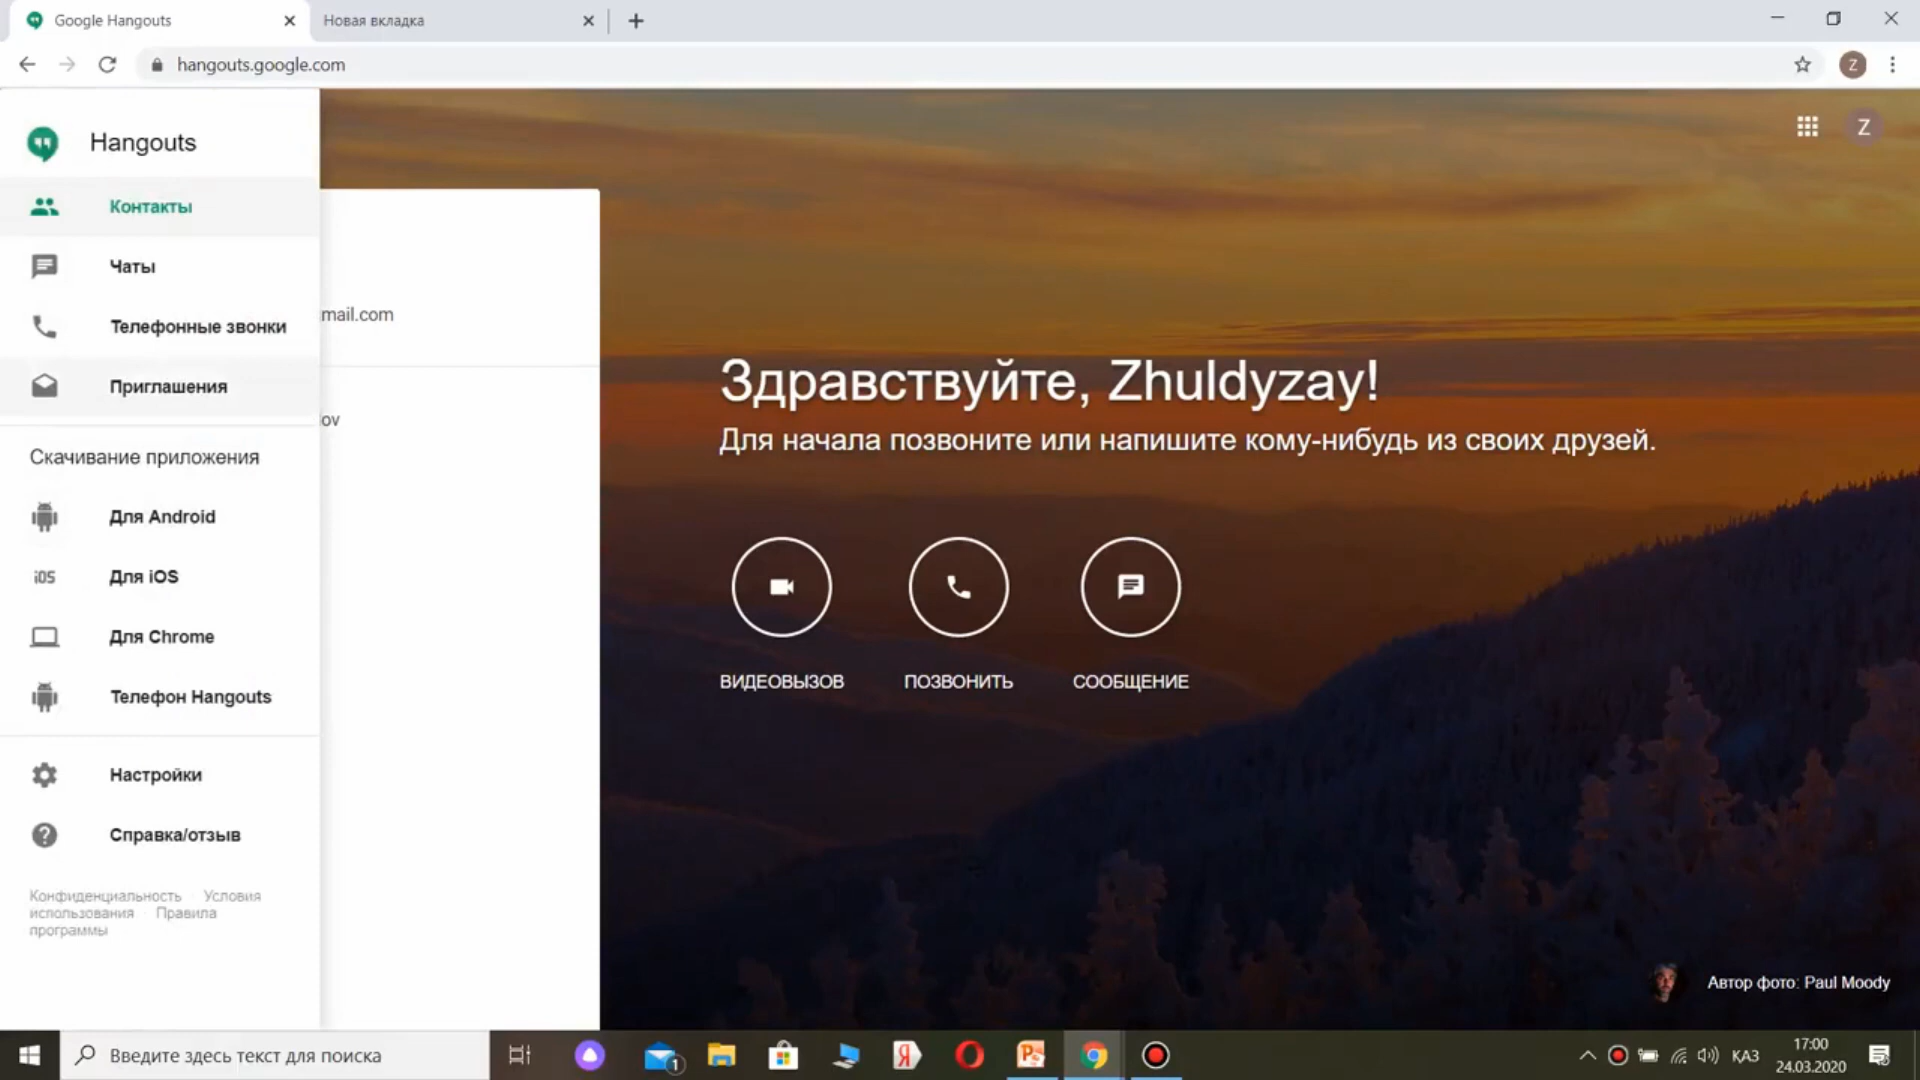 Google Hangouts
Новая вкладка
hangouts.google.com
Z
Hangouts
Z
Контакты
Чаты
Телефонные звонки
mail.com
Приглашения
ov
Здравствуйте, Zhuldyzay!
Для начала позвоните или напишите кому-нибудь из своих друзей.
Скачивание приложения
Для Android
iOS
Для iOS
Для Chrome
Телефон Hangouts
ВИДЕОВЫЗОВ
ПОЗВОНИТЬ
СООБЩЕНИЕ
Настройки
Справка/отзыв
Конфиденциальность · Условия
использования · Правила
программы
Автор фото: Paul Moody
Введите здесь текст для поиска
1
Я
ҚАЗ
17:00
24.03.2020